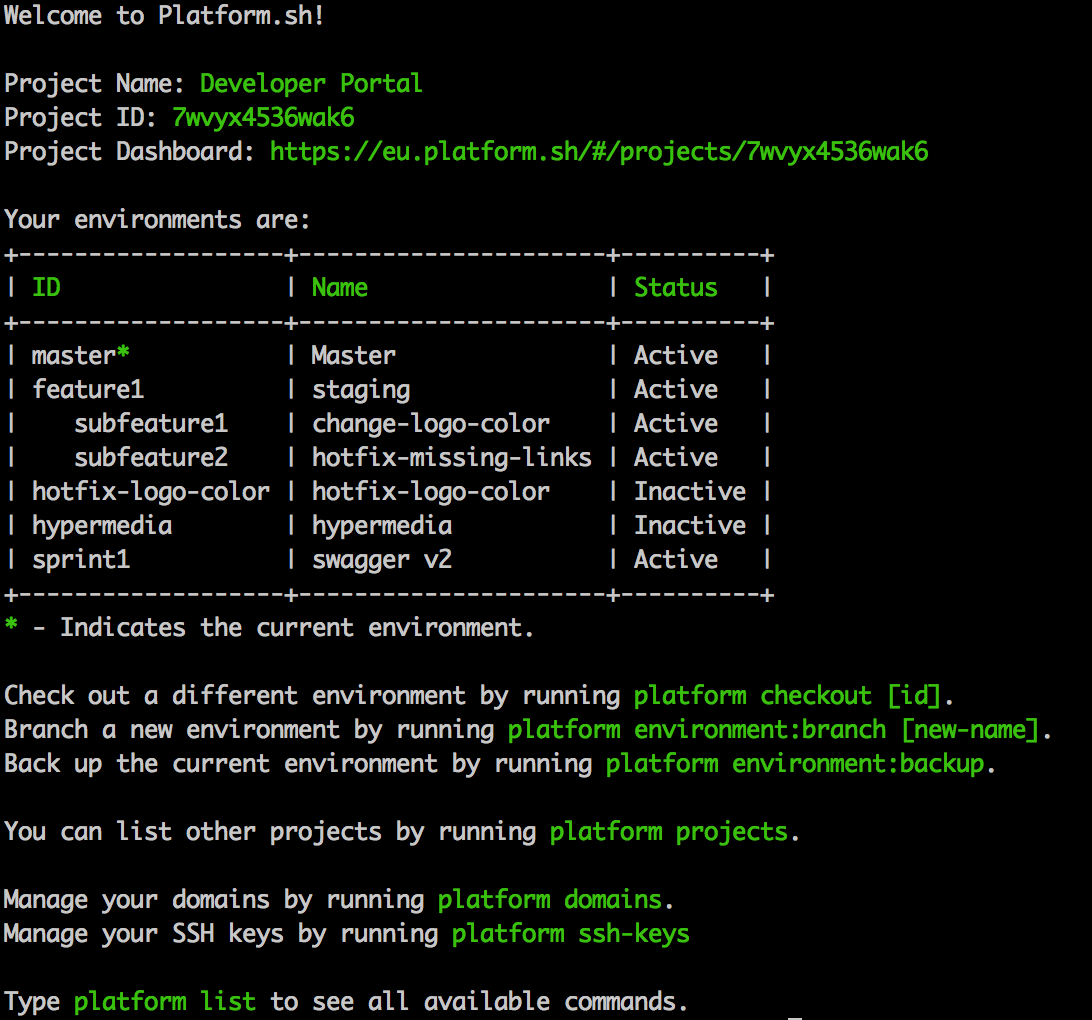 Welcome to Platform.sh!
Project Name: Developer Portal
Project ID: 7wvyx4536wak6
Project Dashboard: https://eu.platform.sh/#/projects/7wvyx4536wak6
Your environments are:
+-------------------+----------------------+----------+
| ID                | Name                 | Status   |
+-------------------+----------------------+----------+
| master*           | Master               | Active   |
| feature1          | staging              | Active   |
|    subfeature1    | change-logo-color    | Active   |
|    subfeature2    | hotfix-missing-links | Active   |
| hotfix-logo-color | hotfix-logo-color    | Inactive |
| hypermedia        | hypermedia           | Inactive |
| sprint1           | swagger v2           | Active   |
+-------------------+----------------------+----------+
* - Indicates the current environment.
Check out a different environment by running platform checkout [id].
Branch a new environment by running platform environment:branch [new-name].
Back up the current environment by running platform environment:backup.
You can list other projects by running platform projects.
Manage your domains by running platform domains.
Manage your SSH keys by running platform ssh-keys
Type platform list to see all available commands.